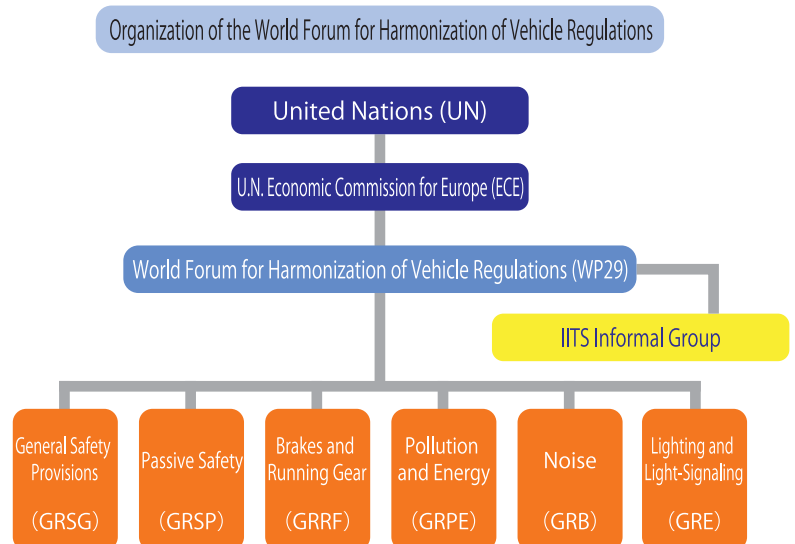 Organization of the World Forum for Harmonization of Vehicle Regulations
United Nations (UN)
U.N. Economic Commission for Europe (ECE)
World Forum for Harmonization of Vehicle Regulations (WP29)
IITS Informal Group
General Safety
Provisions
(GRSG)
Passive Safety
(GRSP)
Brakes and
Running Gear
(GRRF)
Pollution
and Energy
(GRPE)
Noise
(GRB)
Lighting and
Light-Signaling
(GRE)